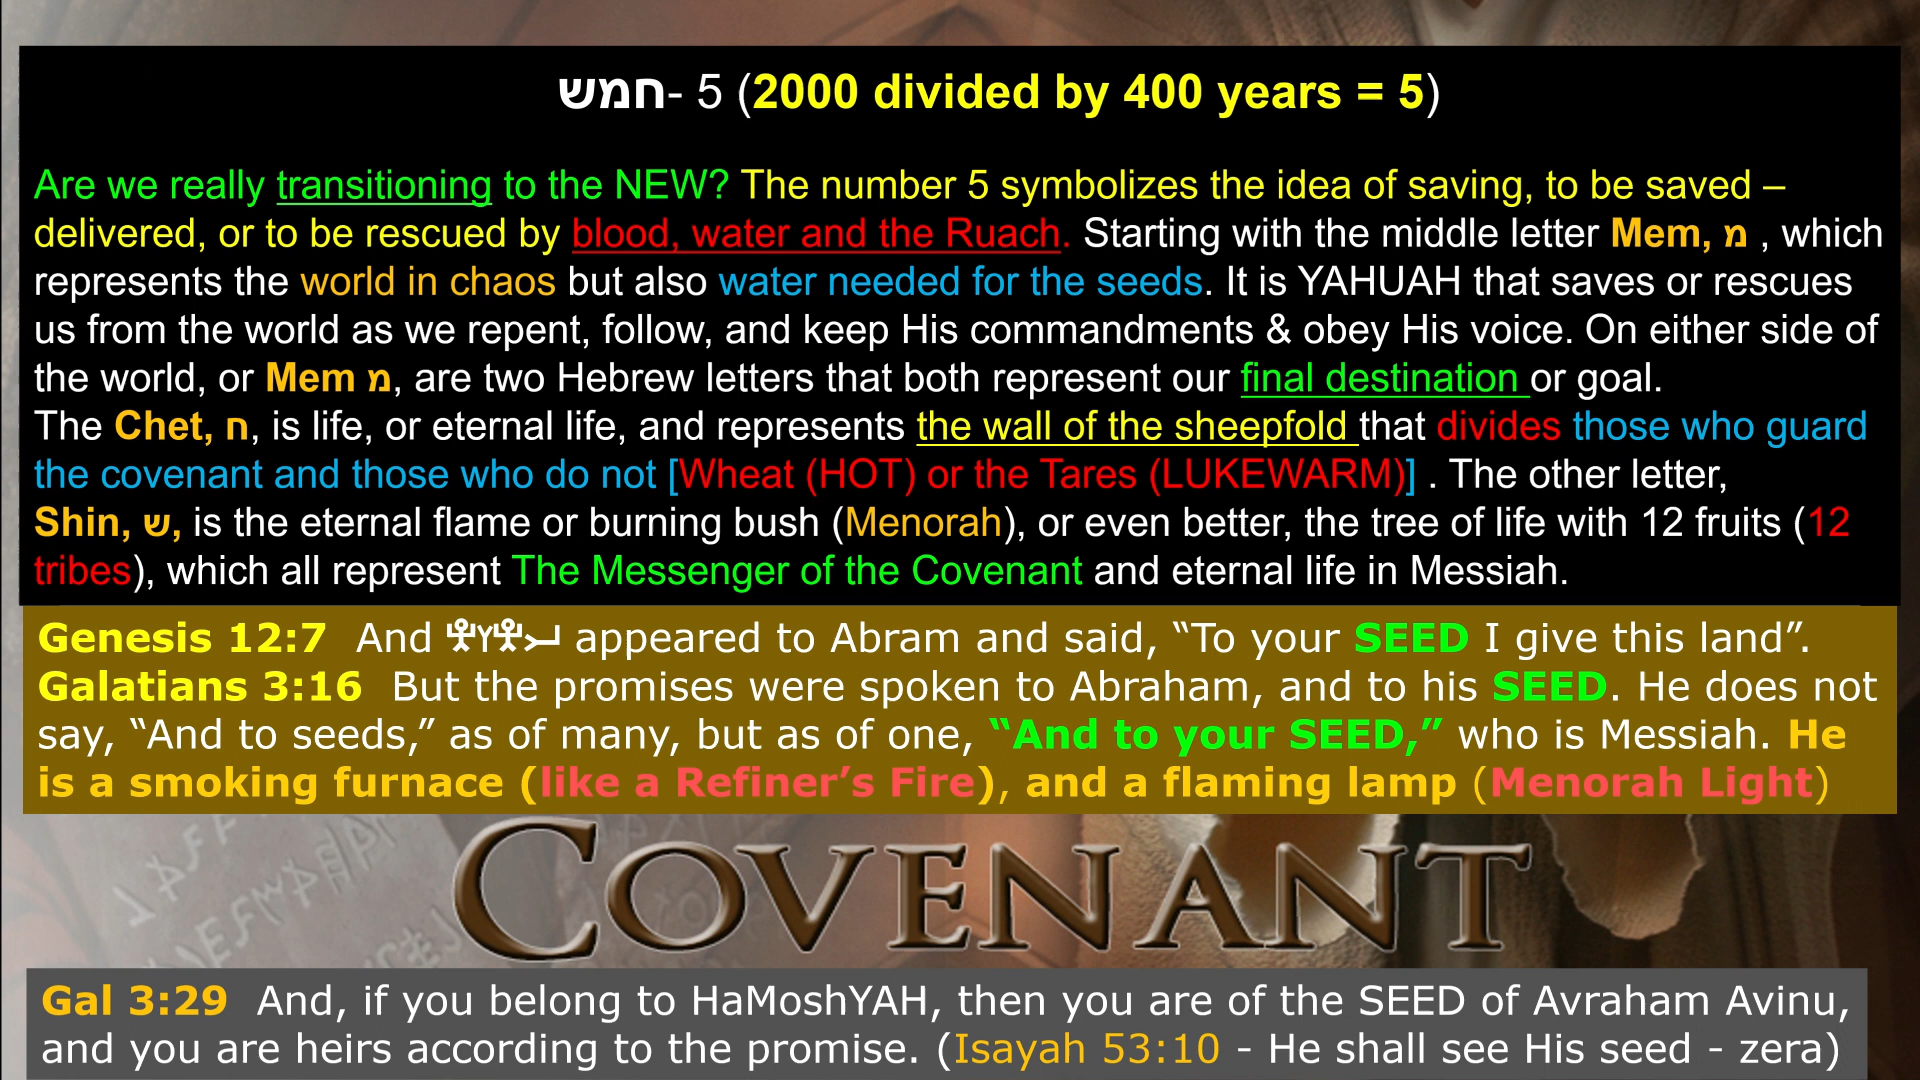 חמש- 5 (2000 divided by 400 years = 5)
Are we really transitioning to the NEW? The number 5 symbolizes the idea of saving, to be saved –
delivered, or to be rescued by blood, water and the Ruach. Starting with the middle letter Mem, מ , which
represents the world in chaos but also water needed for the seeds. It is YAHUAH that saves or rescues
us from the world as we repent, follow, and keep His commandments & obey His voice. On either side of
the world, or Mem מ, are two Hebrew letters that both represent our final destination or goal.
The Chet, ח, is life, or eternal life, and represents the wall of the sheepfold that divides those who guard
the covenant and those who do not [Wheat (HOT) or the Tares (LUKEWARM)] . The other letter,
Shin, ש, is the eternal flame or burning bush (Menorah), or even better, the tree of life with 12 fruits (12
tribes), which all represent The Messenger of the Covenant and eternal life in Messiah.
Genesis 12:7 And appeared to Abram and said, “To your SEED I give this land”.
Galatians 3:16 But the promises were spoken to Abraham, and to his SEED. He does not
say, “And to seeds,” as of many, but as of one, “And to your SEED,” who is Messiah. He
is a smoking furnace (like a Refiner’s Fire), and a flaming lamp (Menorah Light)
COVENANT
Gal 3:29 And, if you belong to HaMoshYAH, then you are of the SEED of Avraham Avinu,
and you are heirs according to the promise. (Isayah 53:10 - He shall see His seed - zera)